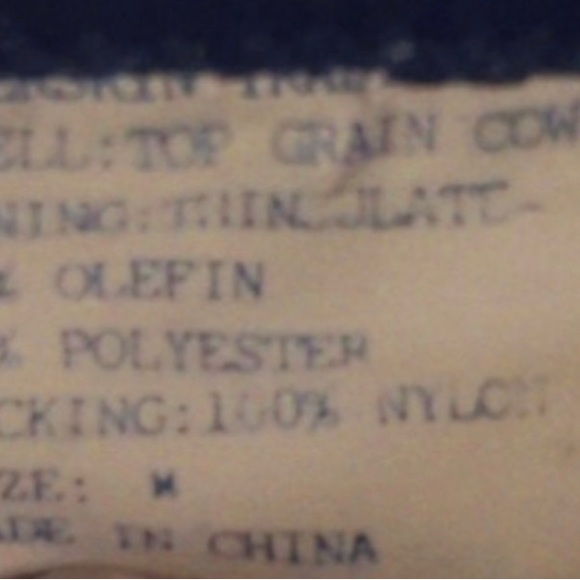 ELL:TOP GRAIN COW
NING:THINSULATE-
% OLEFIN
% POLYESTER
CKING:100% NYLON
ZE: M
ADE IN CHINA